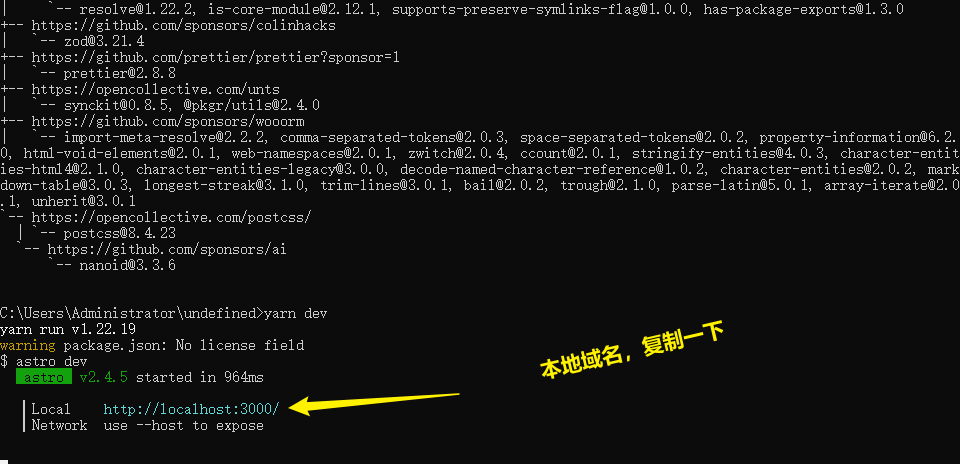 |     `-- resolve@1.22.2, is-core-module@2.12.1, supports-preserve-symlinks-flag@1.0.0, has-package-exports@1.3.0
+-- https://github.com/sponsors/colinhacks
|   `-- zod@3.21.4
+-- https://github.com/prettier/prettier?sponsor=1
|   `-- prettier@2.8.8
+-- https://opencollective.com/unts
|   `-- synckit@0.8.5, @pkgr/utils@2.4.0
+-- https://github.com/sponsors/wooorm
|   `-- import-meta-resolve@2.2.2, comma-separated-tokens@2.0.3, space-separated-tokens@2.0.2, property-information@6.2.
0, html-void-elements@2.0.1, web-namespaces@2.0.1, zwitch@2.0.4, ccount@2.0.1, stringify-entities@4.0.3, character-entit
ies-html4@2.1.0, character-entities-legacy@3.0.0, decode-named-character-reference@1.0.2, character-entities@2.0.2, mark
down-table@3.0.3, longest-streak@3.1.0, trim-lines@3.0.1, bail@2.0.2, trough@2.1.0, parse-latin@5.0.1, array-iterate@2.0
.1, unherit@3.0.1
`-- https://opencollective.com/postcss/
  | `-- postcss@8.4.23
  `-- https://github.com/sponsors/ai
      `-- nanoid@3.3.6
C:\Users\Administrator\undefined>yarn dev
yarn run v1.22.19
warning package.json: No license field
$ astro dev
astro v2.4.5 started in 964ms
本地域名，复制一下
Local http://localhost:3000/
Network use --host to expose